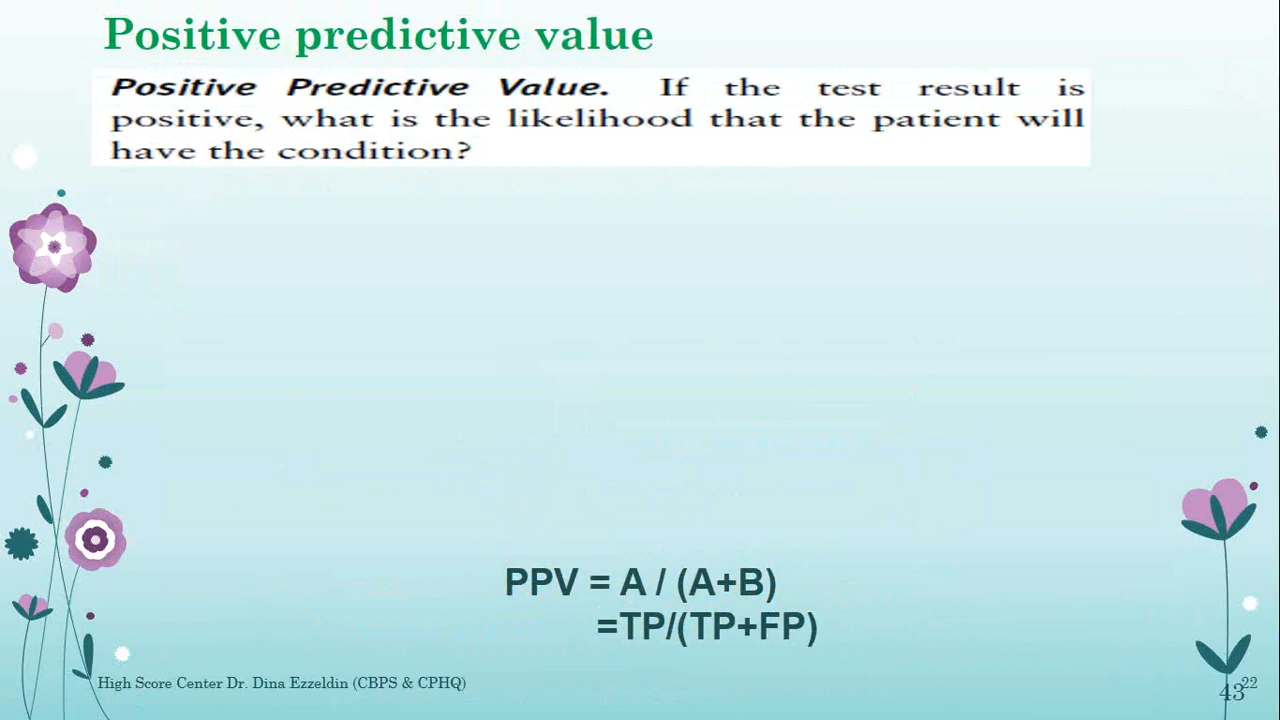 Positive predictive value
Positive Predictive Value. If the test result is
positive, what is the likelihood that the patient will
have the condition?
PPV = A / (A+B)
=TP/(TP+FP)
High Score Center Dr. Dina Ezzeldin (CBPS & CPHQ)
43 22